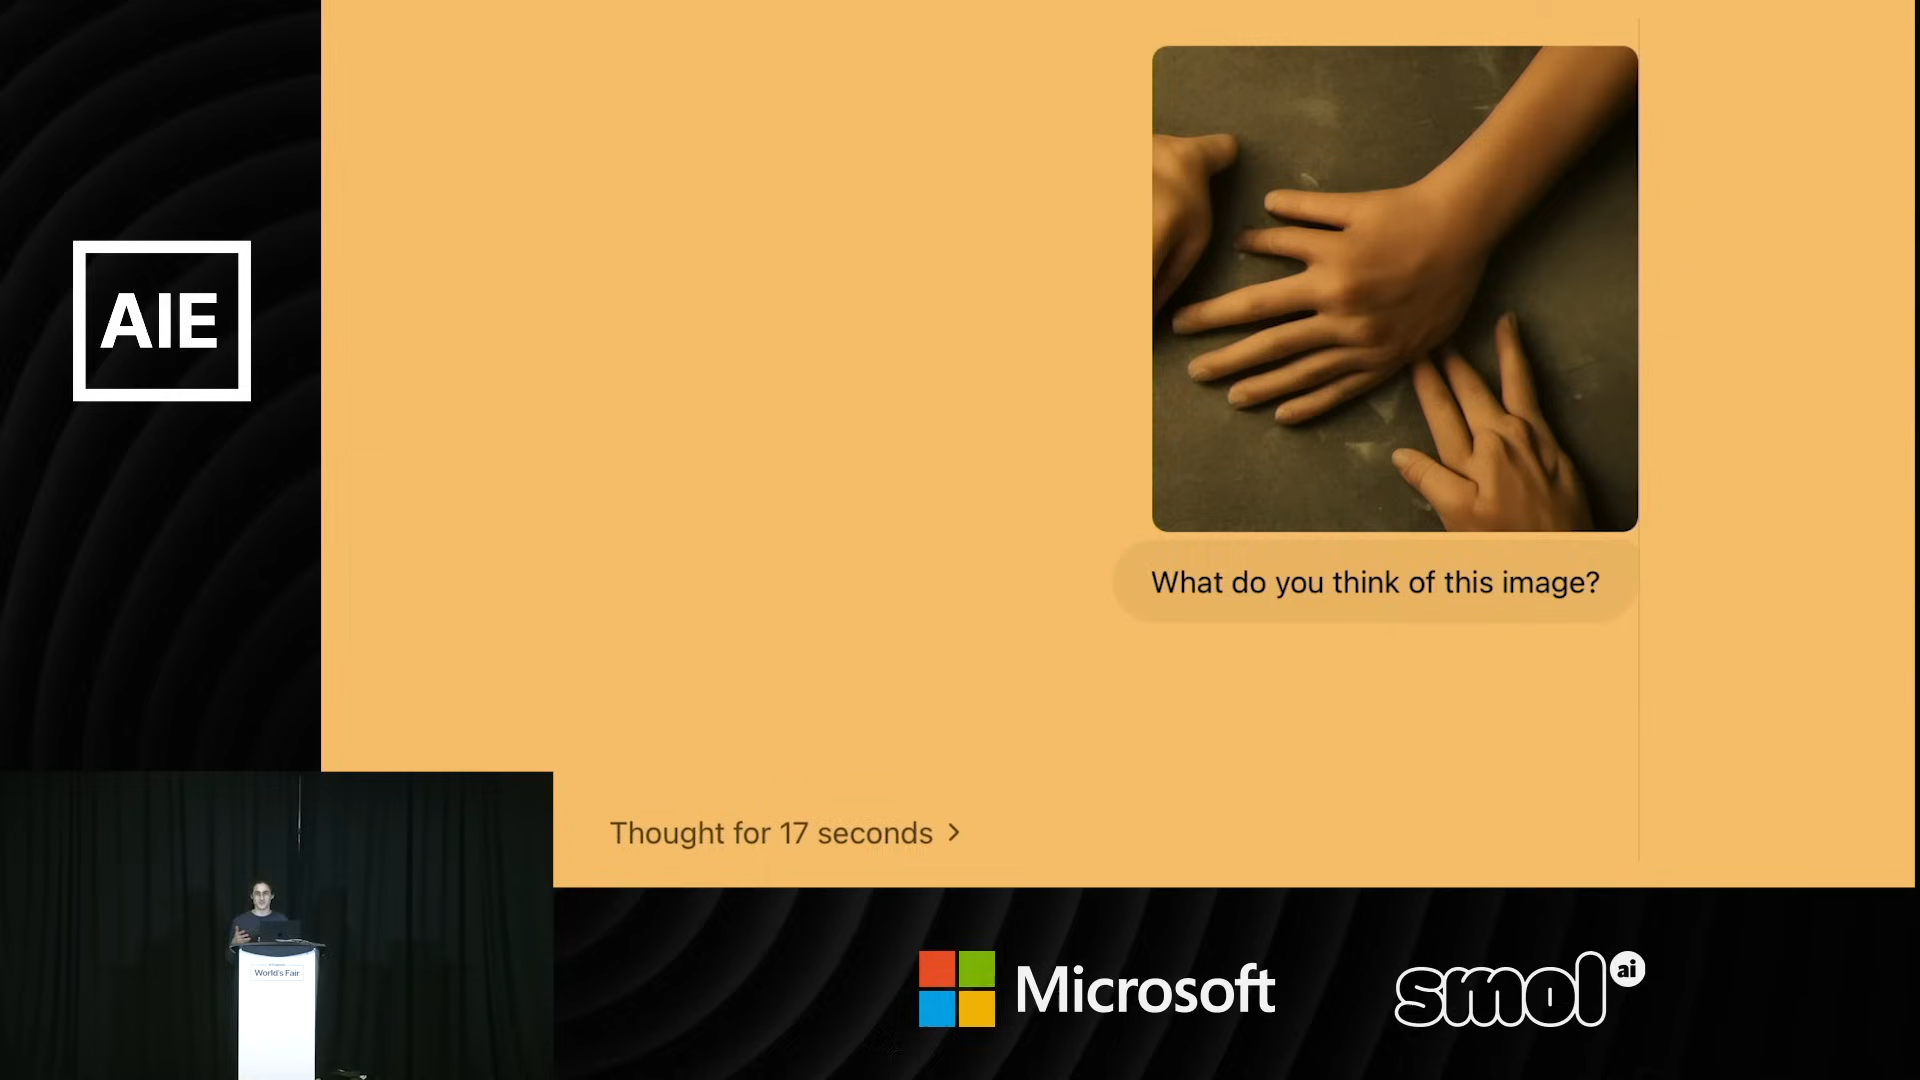 AIE
What do you think of this image?
Thought for 17 seconds
World's Fair
Microsoft
smol ai